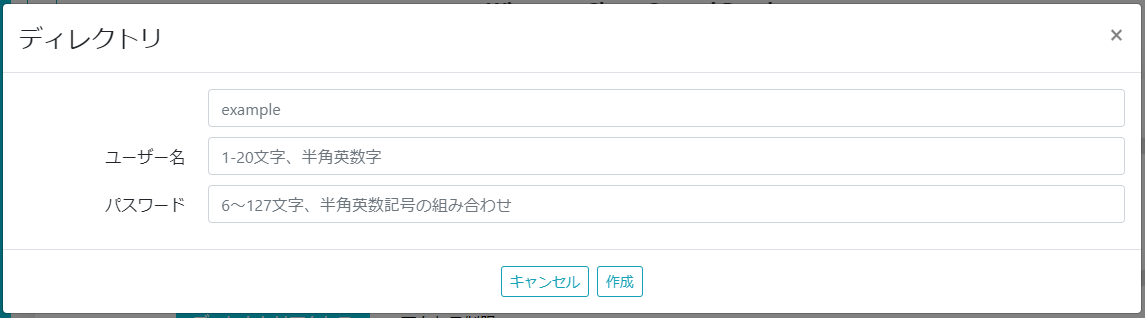 ディレクトリ
×
example
ユーザー名
1-20文字、半角英数字
パスワード
6～127文字、半角英数記号の組み合わせ
キャンセル
作成